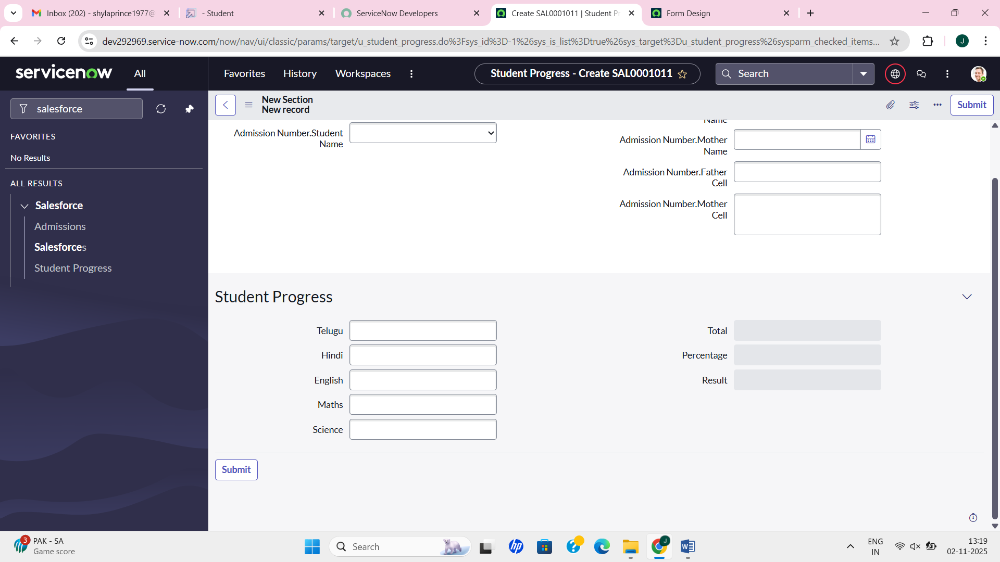 Inbox (202) - shylaprince1977@
- Student
ServiceNow Developers
Create SAL0001011 | Student Pr
Form Design
dev292969.service-now.com/now/nav/ui/classic/params/target/u_student_progress.do%3Fsys_id%3D-1%26sys_is_list%3Dtrue%26sys_target%3Du_student_progress%26sysparm_checked_items...
J
servicenow
All
Favorites
History
Workspaces
Student Progress - Create SAL0001011
Search
salesforce
New Section
New record
Submit
FAVORITES
No Results
ALL RESULTS
Salesforce
Admissions
Salesforces
Student Progress
Name
Admission Number.Student
Name
Admission Number.Mother
Name
Admission Number.Father
Cell
Admission Number.Mother
Cell
Student Progress
Telugu
Hindi
English
Maths
Science
Total
Percentage
Result
Submit
3
PAK - SA
Game score
Search
hp
J
W
ENG
IN
13:19
02-11-2025